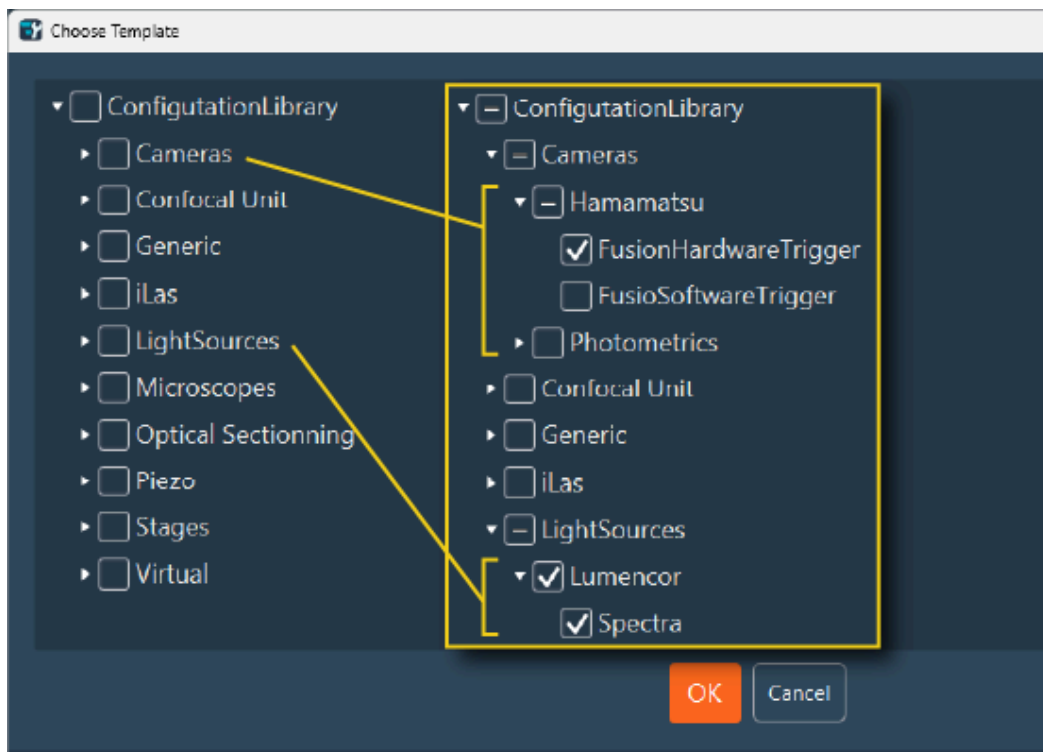 Choose Template
ConfigutationLibrary
Cameras
Confocal Unit
Generic
iLas
LightSources
Microscopes
Optical Sectionning
Piezo
Stages
Virtual
ConfigutationLibrary
Cameras
Hamamatsu
FusionHardwareTrigger
FusioSoftwareTrigger
Photometrics
Confocal Unit
Generic
iLas
LightSources
Lumencor
Spectra
OK
Cancel